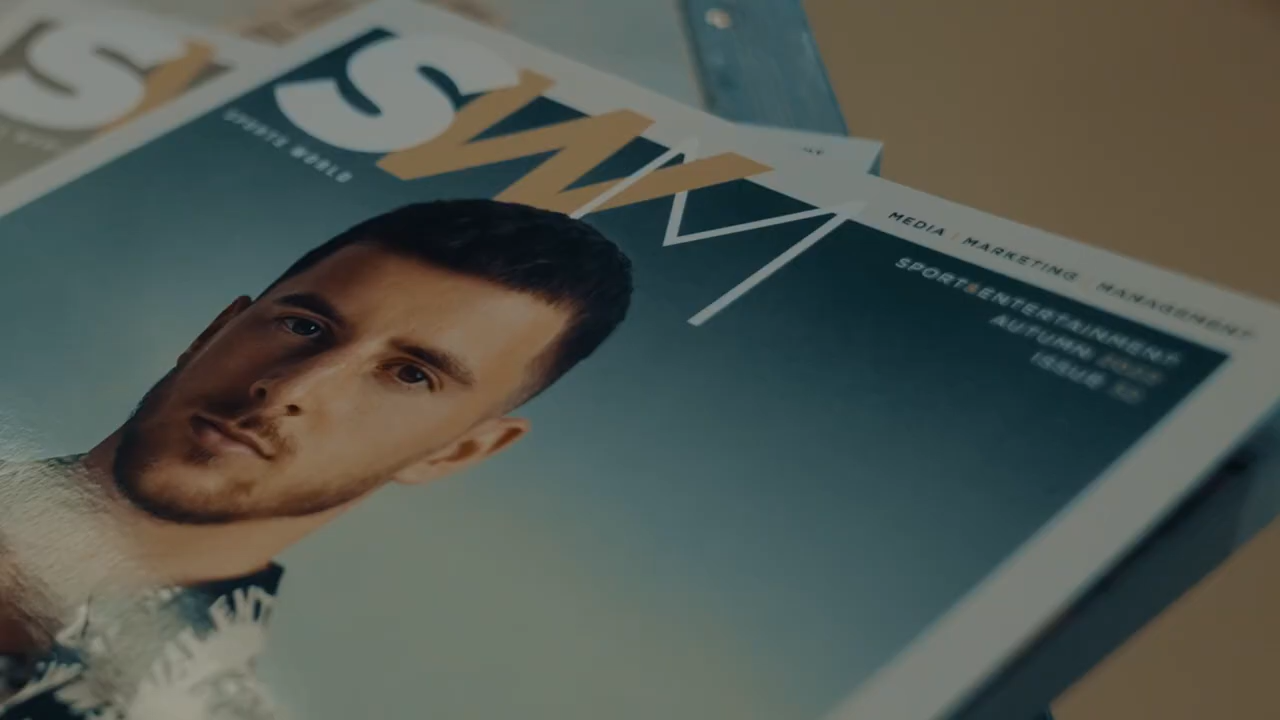 SWM
SPORTS WORLD
MEDIA | MARKETING | MANAGEMENT
SPORT&ENTERTAINMENT
AUTUMN
ISSUE
S